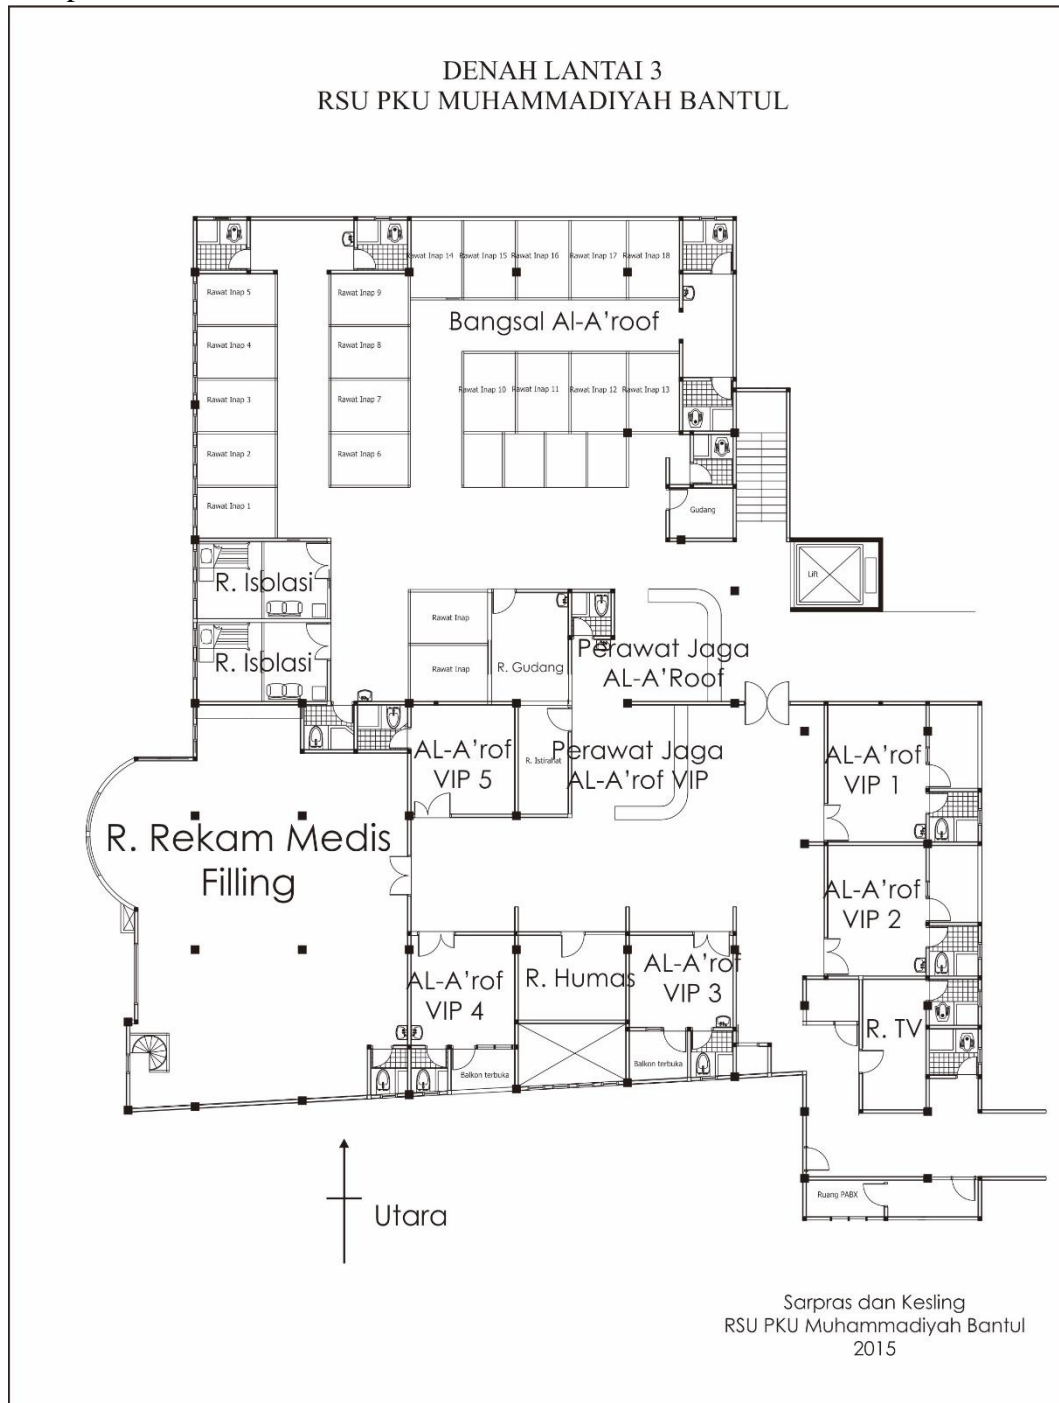 DENAH LANTAI 3
RSU PKU MUHAMMADIYAH BANTUL
Rawat Inap 14
Rawat Inap 15
Rawat Inap 16
Rawat Inap 17
Rawat Inap 18
Rawat Inap 5
Rawat Inap 9
Bangsal Al-A'roof
Rawat Inap 4
Rawat Inap 8
Rawat Inap 10
Rawat Inap 11
Rawat Inap 12
Rawat Inap 13
Rawat Inap 3
Rawat Inap 7
Rawat Inap 2
Rawat Inap 6
Rawat Inap 1
Gudang
R. Isolasi
Lift
Rawat Inap
R. Isolasi
Rawat Inap
R. Gudang
Perawat Jaga
AL-A'Roof
AL-A'rof
VIP 5
R. Istirahat
Perawat Jaga
AL-A'rof VIP
AL-A'rof
VIP 1
R. Rekam Medis
Filling
AL-A'rof
VIP 2
AL-A'rof
VIP 4
R. Humas
AL-A'rof
VIP 3
R. TV
Balkon terbuka
Balkon terbuka
Ruang PABX
Utara
Sarpras dan Kesling
RSU PKU Muhammadiyah Bantul
2015